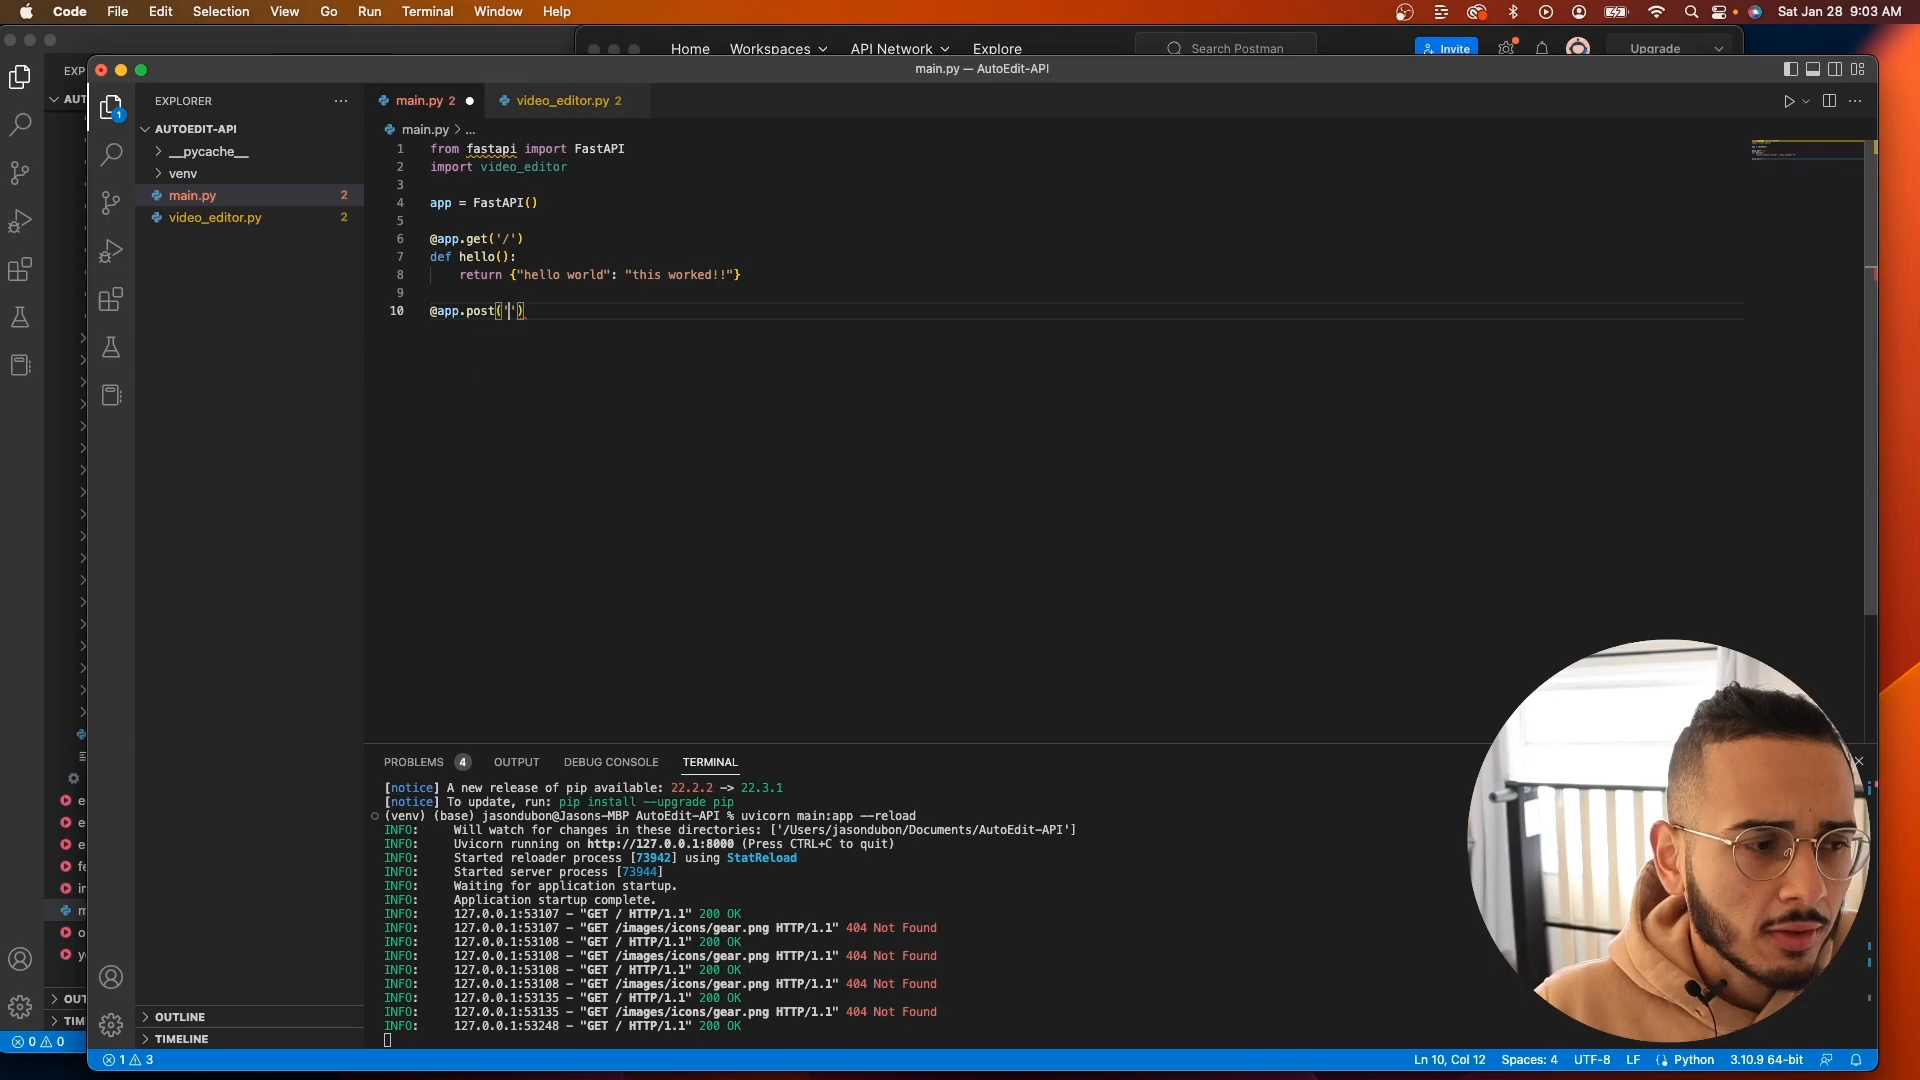 Code File Edit Selection View Go Run Terminal Window Help
Sat Jan 28 9:03 AM
Home Workspaces API Network Explore
Search Postman
Invite
Upgrade
EXP
AUT
main.py — AutoEdit-API
EXPLORER
main.py 2
video_editor.py 2
AUTOEDIT-API
__pycache__
venv
main.py 2
video_editor.py 2
1
main.py > ...
1 from fastapi import FastAPI
2 import video_editor
3
4 app = FastAPI()
5
6 @app.get('/')
7 def hello():
8 return {"hello world": "this worked!!"}
9
10 @app.post('')
PROBLEMS 4 OUTPUT DEBUG CONSOLE TERMINAL
[notice] A new release of pip available: 22.2.2 -> 22.3.1
[notice] To update, run: pip install --upgrade pip
(venv) (base) jasondubon@Jasons-MBP AutoEdit-API % uvicorn main:app --reload
INFO: Will watch for changes in these directories: ['/Users/jasondubon/Documents/AutoEdit-API']
INFO: Uvicorn running on http://127.0.0.1:8000 (Press CTRL+C to quit)
INFO: Started reloader process [73942] using StatReload
INFO: Started server process [73944]
INFO: Waiting for application startup.
INFO: Application startup complete.
INFO: 127.0.0.1:53107 - "GET / HTTP/1.1" 200 OK
INFO: 127.0.0.1:53107 - "GET /images/icons/gear.png HTTP/1.1" 404 Not Found
INFO: 127.0.0.1:53108 - "GET / HTTP/1.1" 200 OK
INFO: 127.0.0.1:53108 - "GET /images/icons/gear.png HTTP/1.1" 404 Not Found
INFO: 127.0.0.1:53108 - "GET / HTTP/1.1" 200 OK
INFO: 127.0.0.1:53108 - "GET /images/icons/gear.png HTTP/1.1" 404 Not Found
INFO: 127.0.0.1:53135 - "GET / HTTP/1.1" 200 OK
INFO: 127.0.0.1:53135 - "GET /images/icons/gear.png HTTP/1.1" 404 Not Found
INFO: 127.0.0.1:53248 - "GET / HTTP/1.1" 200 OK
OUTLINE
TIMELINE
OUT
TIM
0 0
1 3
Ln 10, Col 12 Spaces: 4 UTF-8 LF Python 3.10.9 64-bit